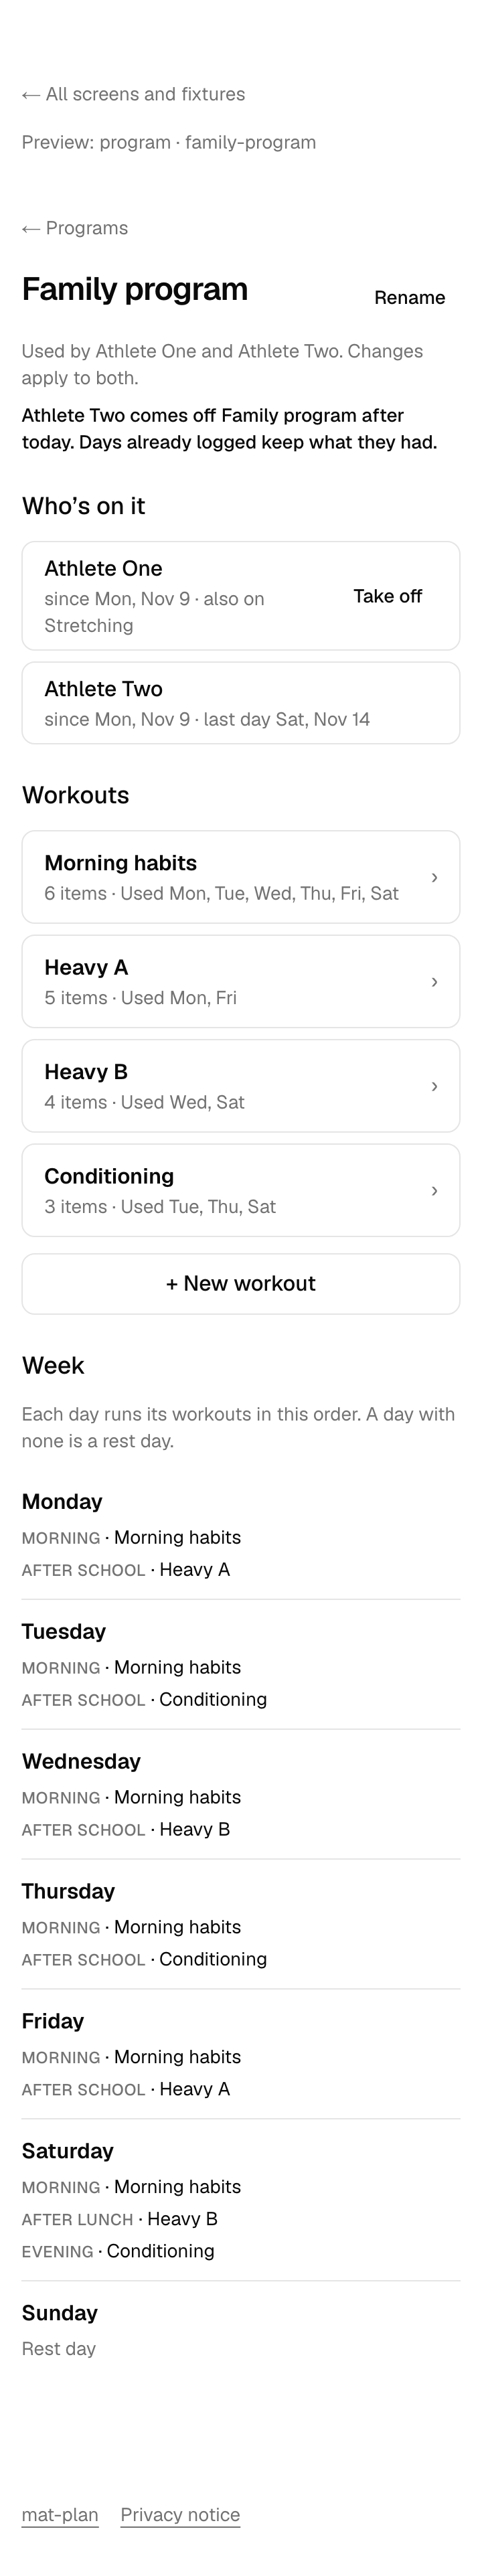 ← All screens and fixtures
Preview: program · family-program
← Programs
Family program
Rename
Used by Athlete One and Athlete Two. Changes
apply to both.
Athlete Two comes off Family program after
today. Days already logged keep what they had.
Who’s on it
Athlete One
since Mon, Nov 9 · also on
Stretching
Take off
Athlete Two
since Mon, Nov 9 · last day Sat, Nov 14
Workouts
Morning habits
6 items · Used Mon, Tue, Wed, Thu, Fri, Sat
›
Heavy A
5 items · Used Mon, Fri
›
Heavy B
4 items · Used Wed, Sat
›
Conditioning
3 items · Used Tue, Thu, Sat
›
+ New workout
Week
Each day runs its workouts in this order. A day with
none is a rest day.
Monday
MORNING · Morning habits
AFTER SCHOOL · Heavy A
Tuesday
MORNING · Morning habits
AFTER SCHOOL · Conditioning
Wednesday
MORNING · Morning habits
AFTER SCHOOL · Heavy B
Thursday
MORNING · Morning habits
AFTER SCHOOL · Conditioning
Friday
MORNING · Morning habits
AFTER SCHOOL · Heavy A
Saturday
MORNING · Morning habits
AFTER LUNCH · Heavy B
EVENING · Conditioning
Sunday
Rest day
mat-plan Privacy notice